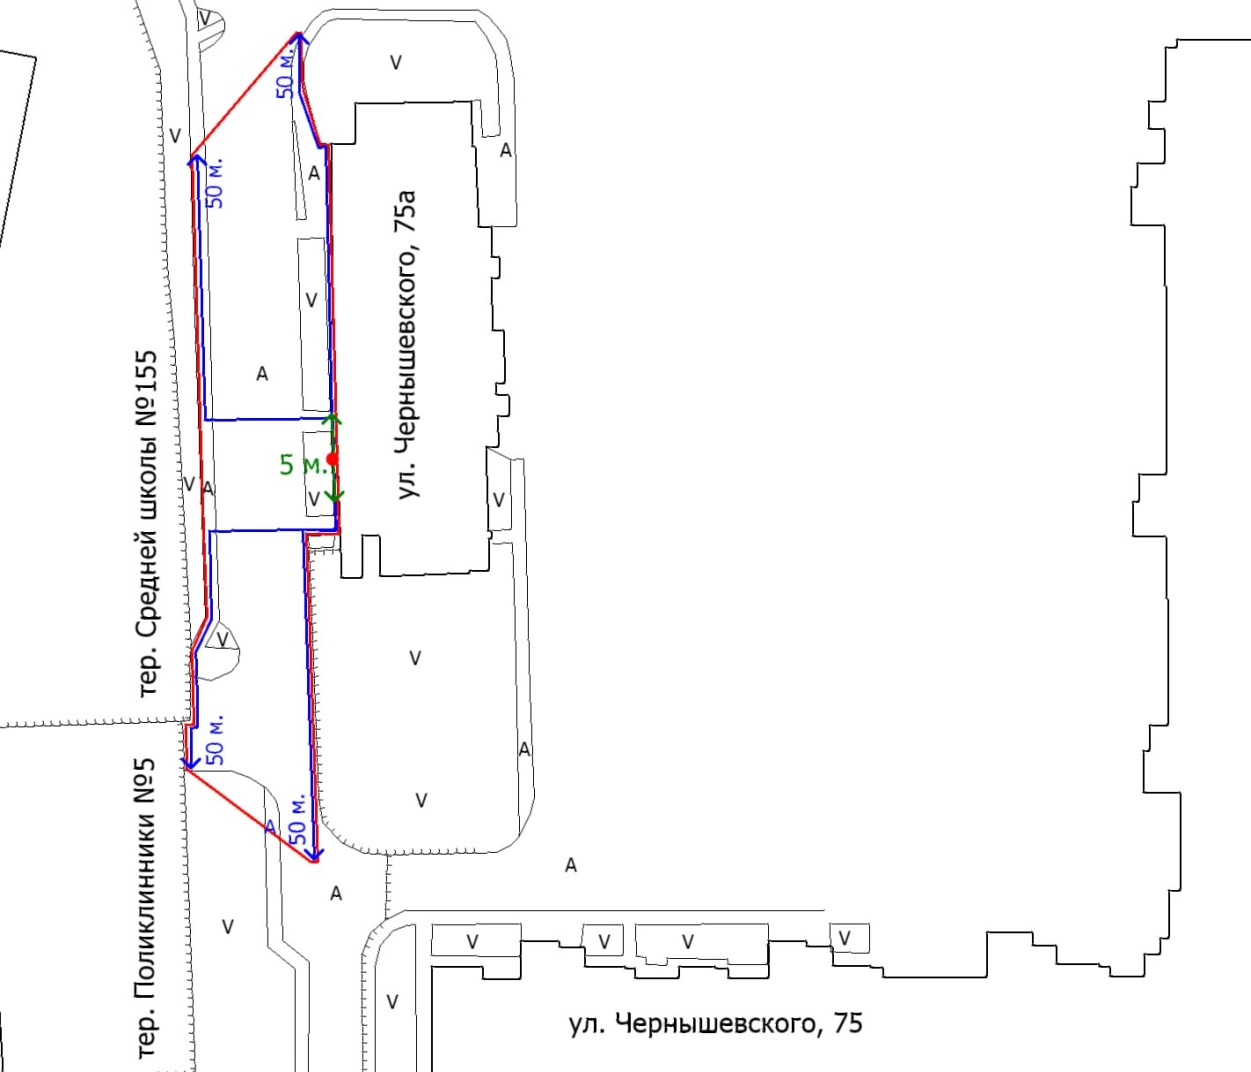 V
V
50 м.
V
A
A
50 м.
ул. Чернышевского, 75а
V
A
тер. Средней школы №155
5 м.
V
A
V
V
V
V
50 м.
A
тер. Поликлинники №5
50 м.
V
A
A
A
V
V
V
V
V
V
ул. Чернышевского, 75